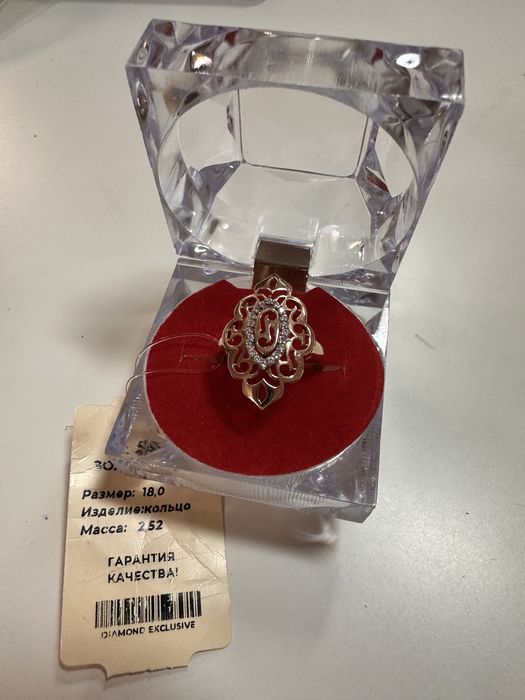 Размер: 18,0
Изделие:кольцо
Масса: 2,52
ГАРАНТИЯ
КАЧЕСТВА!
DIAMOND EXCLUSIVE